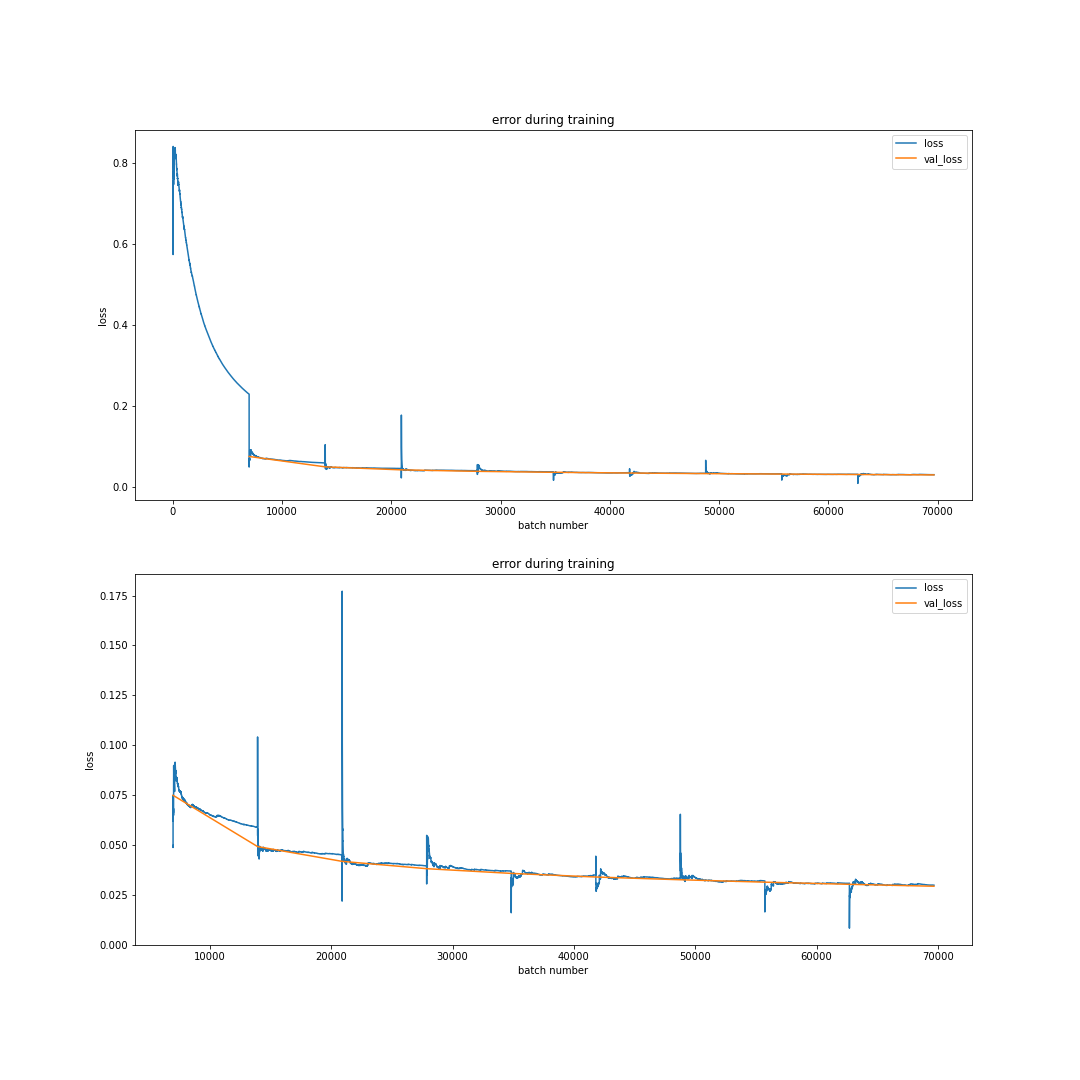 error during training
loss
val_loss
0.8
0.6
0.4
0.2
0.0
loss
0 10000 20000 30000 40000 50000 60000 70000
batch number
error during training
loss
val_loss
0.175
0.150
0.125
0.100
0.075
0.050
0.025
0.000
loss
10000 20000 30000 40000 50000 60000 70000
batch number